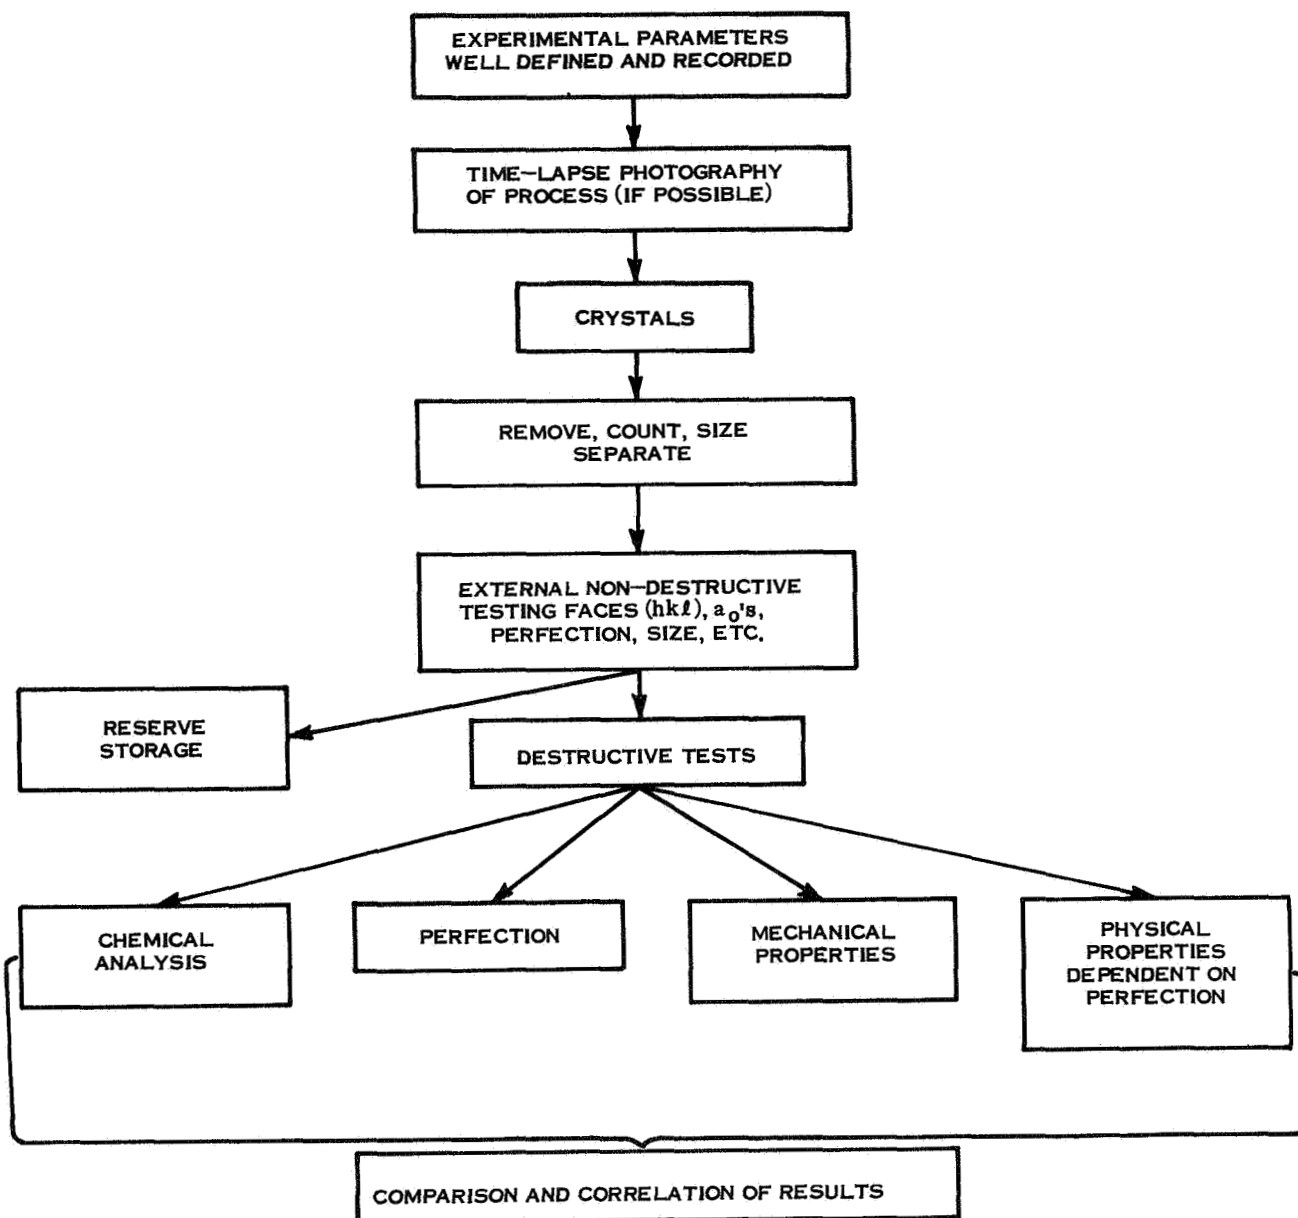 EXPERIMENTAL PARAMETERS
WELL DEFINED AND RECORDED
TIME-LAPSE PHOTOGRAPHY
OF PROCESS (IF POSSIBLE)
CRYSTALS
REMOVE, COUNT, SIZE
SEPARATE
EXTERNAL NON-DESTRUCTIVE
TESTING FACES (hkℓ), a₀'s,
PERFECTION, SIZE, ETC.
RESERVE
STORAGE
DESTRUCTIVE TESTS
CHEMICAL
ANALYSIS
PERFECTION
MECHANICAL
PROPERTIES
PHYSICAL
PROPERTIES
DEPENDENT ON
PERFECTION
COMPARISON AND CORRELATION OF RESULTS